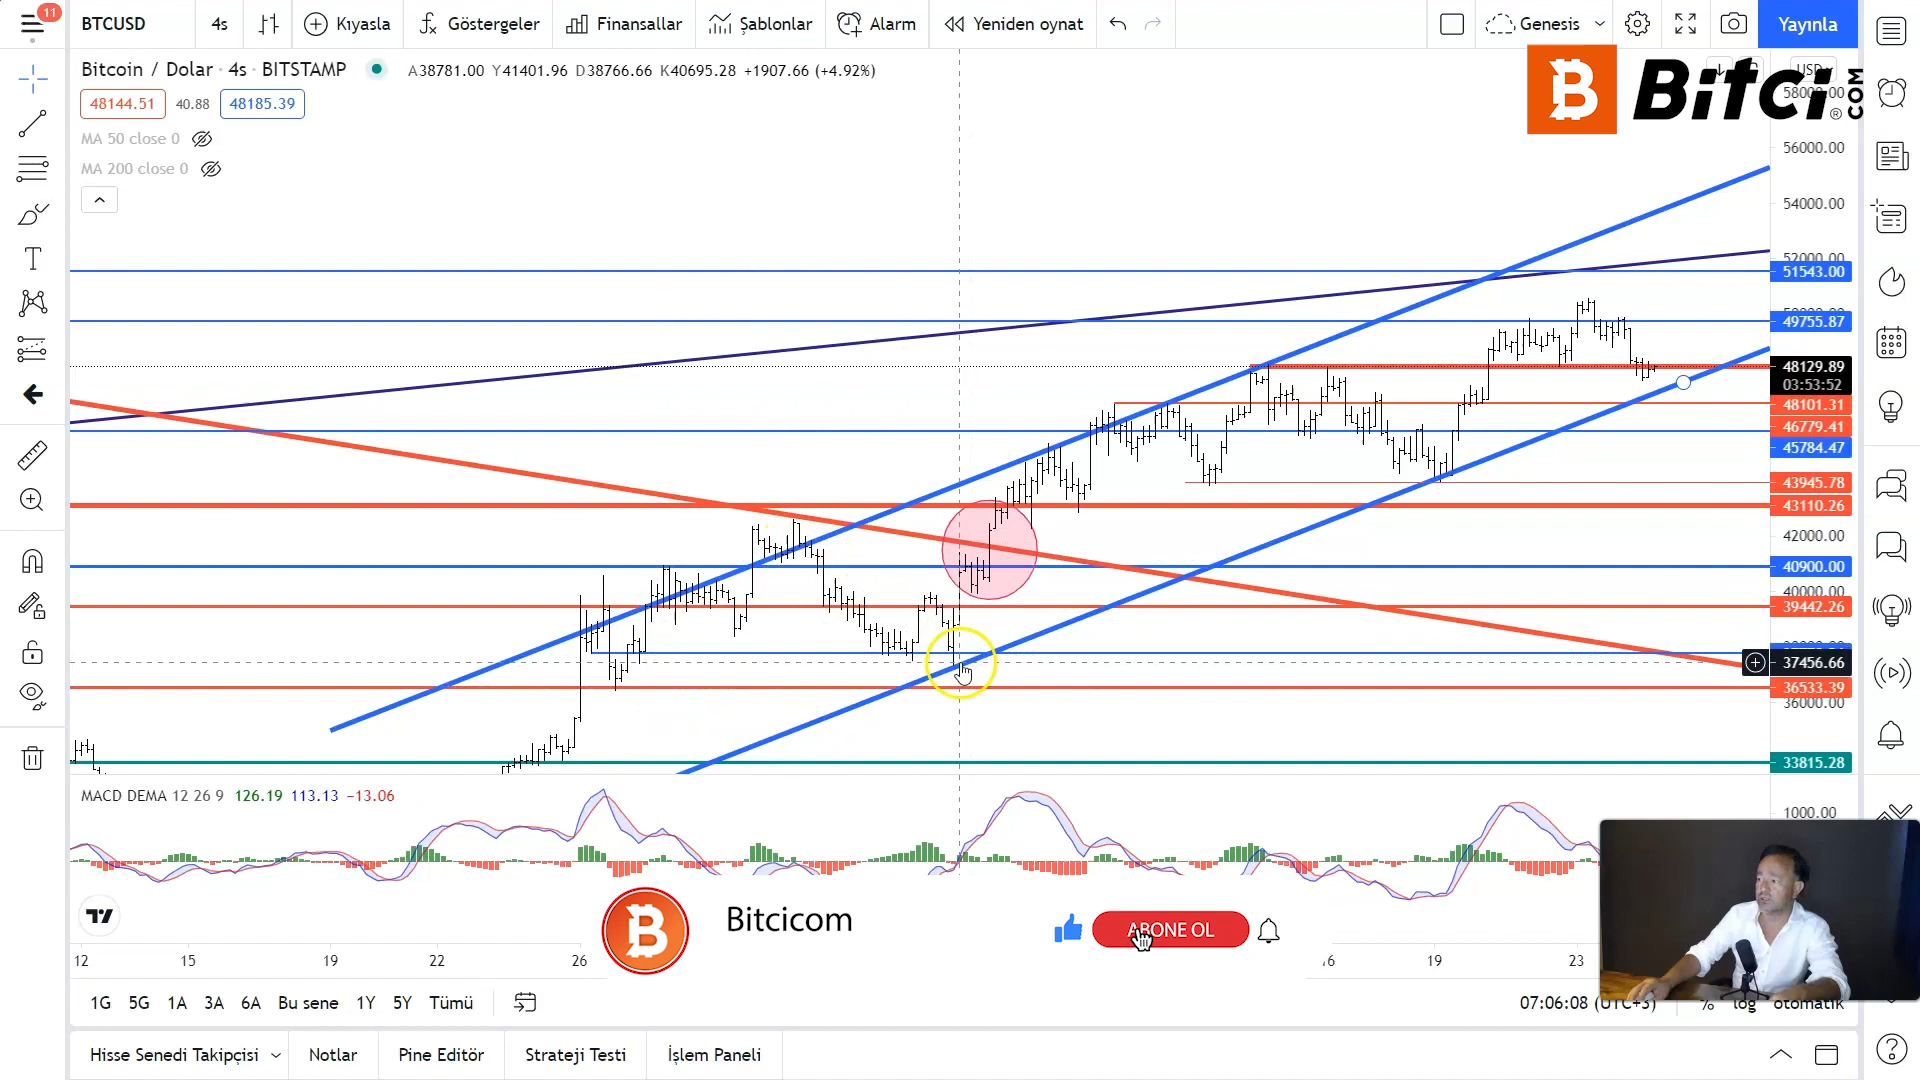 11
BTCUSD 4s Kıyasla Göstergeler Finansallar Şablonlar Alarm Yeniden oynat Genesis Yayınla
Bitcoin / Dolar · 4s · BITSTAMP A38781.00 Y41401.96 D38766.66 K40695.28 +1907.66 (+4.92%)
Bitci® COM
48144.51 40.88 48185.39
MA 50 close 0
MA 200 close 0
56000.00
54000.00
51543.00
49755.87
48129.89
03:53:52
48101.31
46779.41
45784.47
43945.78
43110.26
42000.00
40900.00
40000.00
39442.26
37456.66
36533.39
36000.00
33815.28
MACD DEMA 12 26 9 126.19 113.13 −13.06
1000.00
Bitcicom
ABONE OL
12 15 19 22 26 19 23
1G 5G 1A 3A 6A Bu sene 1Y 5Y Tümü
07:06:08 (UTC+3) % log otomatik
Hisse Senedi Takipçisi Notlar Pine Editör Strateji Testi İşlem Paneli